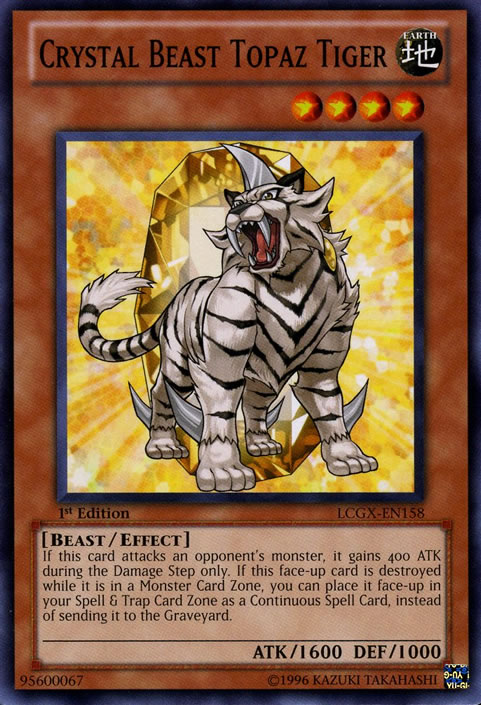 CRYSTAL BEAST TOPAZ TIGER
EARTH
地
1st Edition
LCGX-EN158
[BEAST / EFFECT]
If this card attacks an opponent's monster, it gains 400 ATK
during the Damage Step only. If this face-up card is destroyed
while it is in a Monster Card Zone, you can place it face-up in
your Spell & Trap Card Zone as a Continuous Spell Card, instead
of sending it to the Graveyard.
ATK/1600 DEF/1000
95600067
©1996 KAZUKI TAKAHASHI